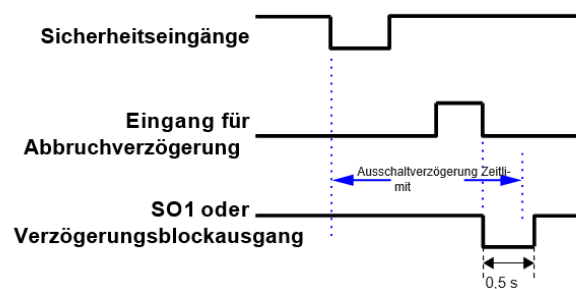 Sicherheitseingänge
Eingang für
Abbruchverzögerung
Ausschaltverzögerung Zeitli-
mit
SO1 oder
Verzögerungsblockausgang
0,5 s